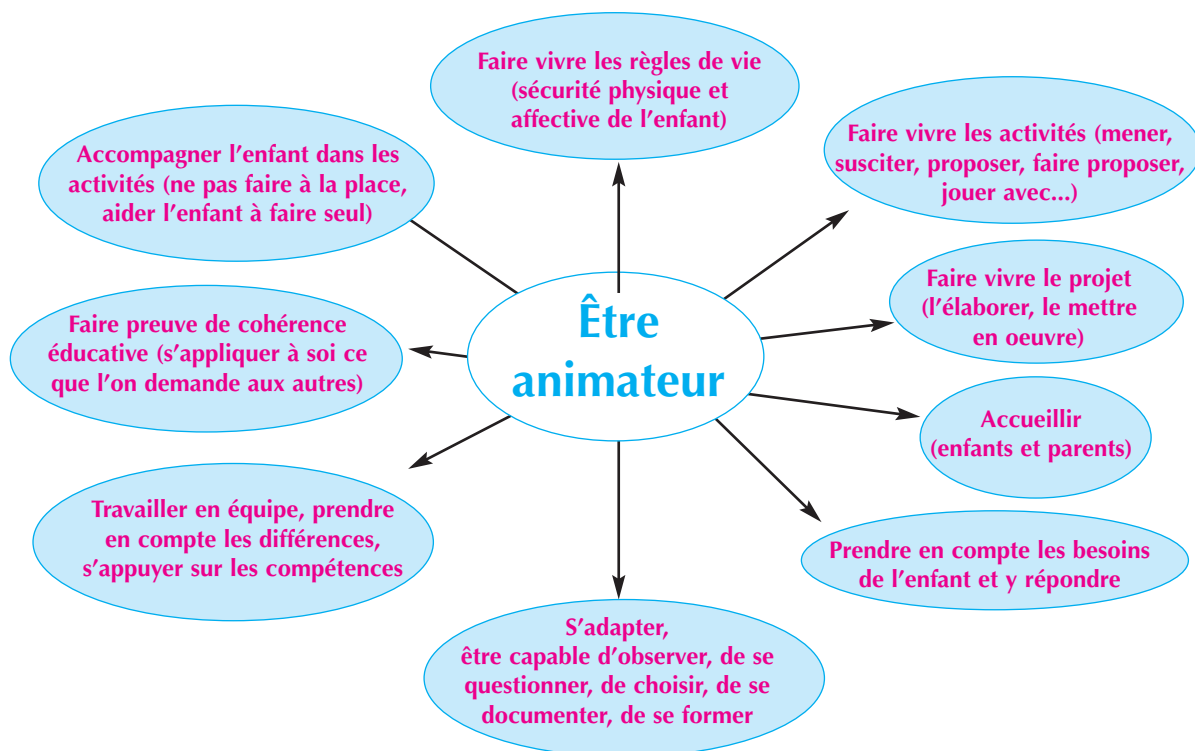 Faire vivre les règles de vie
(sécurité physique et
affective de l’enfant)
Accompagner l’enfant dans les
activités (ne pas faire à la place,
aider l’enfant à faire seul)
Faire vivre les activités (mener,
susciter, proposer, faire proposer,
jouer avec...)
Faire vivre le projet
(l’élaborer, le mettre
en oeuvre)
Être
animateur
Faire preuve de cohérence
éducative (s’appliquer à soi ce
que l’on demande aux autres)
Accueillir
(enfants et parents)
Travailler en équipe, prendre
en compte les différences,
s’appuyer sur les compétences
Prendre en compte les besoins
de l’enfant et y répondre
S’adapter,
être capable d’observer, de se
questionner, de choisir, de se
documenter, de se former